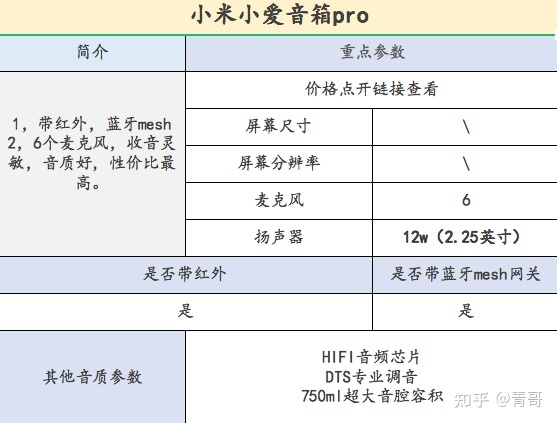 小米小爱音箱pro
简介
重点参数
1，带红外，蓝牙mesh
2，6个麦克风，收音灵
敏，音质好，性价比最
高。
价格点开链接查看
屏幕尺寸
\
屏幕分辨率
\
麦克风
6
扬声器
12w（2.25英寸）
是否带红外
是否带蓝牙mesh网关
是
是
其他音质参数
HIFI音频芯片
DTS专业调音
750ml超大音腔容积
知乎 @青哥